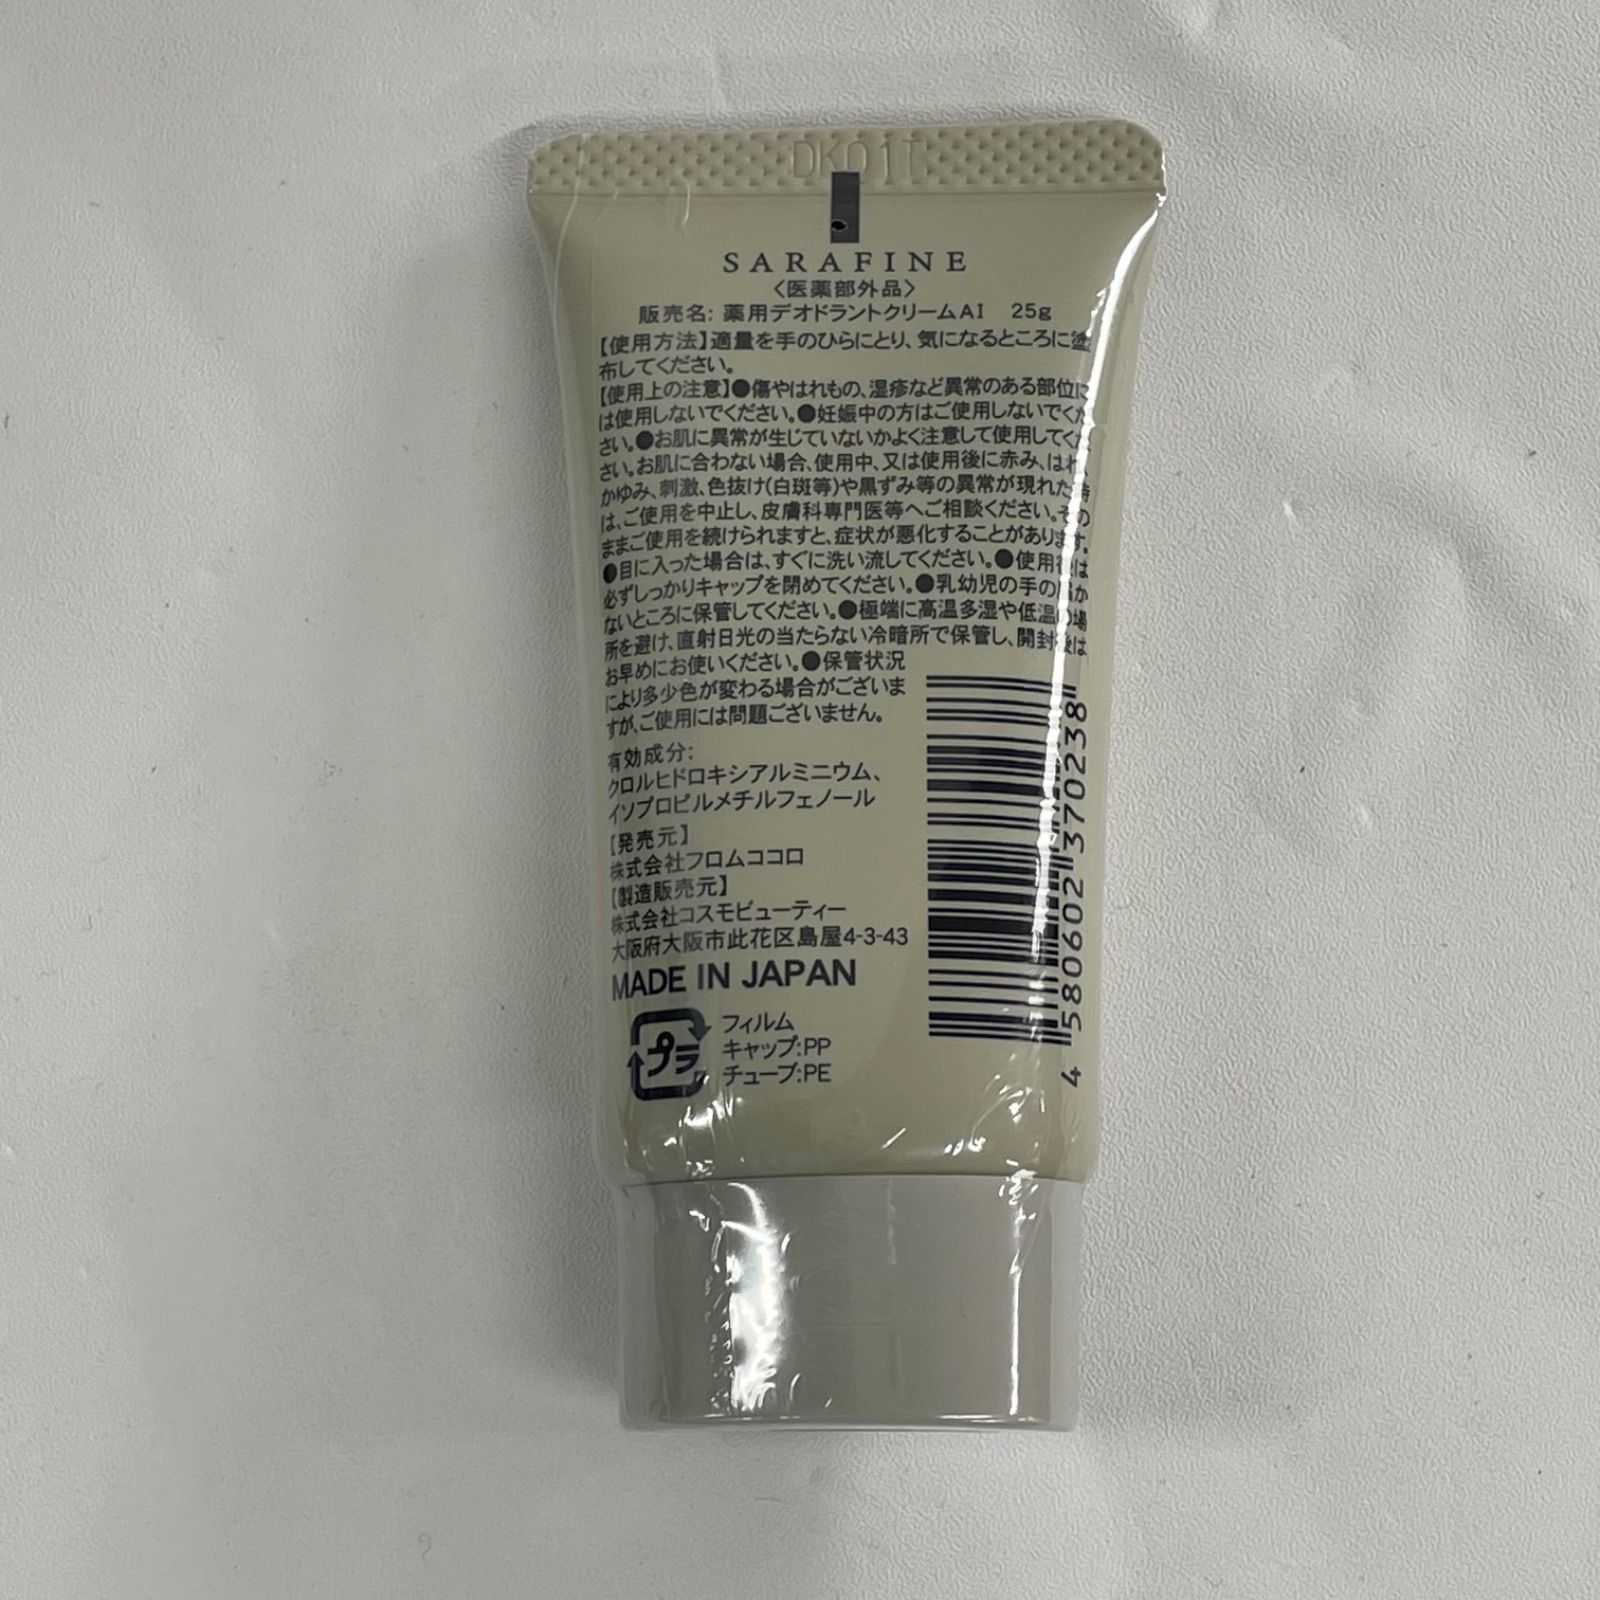 DK01T
SARAFINE
〈医薬部外品〉
販売名: 薬用デオドラントクリームAI 25g
【使用方法】適量を手のひらにとり、気になるところに塗
布してください。
【使用上の注意】●傷やはれもの、湿疹など異常のある部位に
は使用しないでください。●妊娠中の方はご使用しないでくだ
さい。●お肌に異常が生じていないかよく注意して使用してくだ
さい。お肌に合わない場合、使用中、又は使用後に赤み、はれ、
かゆみ、刺激、色抜け(白斑等)や黒ずみ等の異常が現れた時
は、ご使用を中止し、皮膚科専門医等へご相談ください。その
ままご使用を続けられますと、症状が悪化することがあります。
●目に入った場合は、すぐに洗い流してください。●使用後は
必ずしっかりキャップを閉めてください。●乳幼児の手の届か
ないところに保管してください。●極端に高温多湿や低温の場
所を避け、直射日光の当たらない冷暗所で保管し、開封後は
お早めにお使いください。●保管状況
により多少色が変わる場合がございま
すが、ご使用には問題ございません。
有効成分:
クロルヒドロキシアルミニウム、
イソプロピルメチルフェノール
【発売元】
株式会社フロムココロ
【製造販売元】
株式会社コスモビューティー
大阪府大阪市此花区島屋4-3-43
MADE IN JAPAN
プラ
フィルム
キャップ:PP
チューブ:PE
4 580602 370238